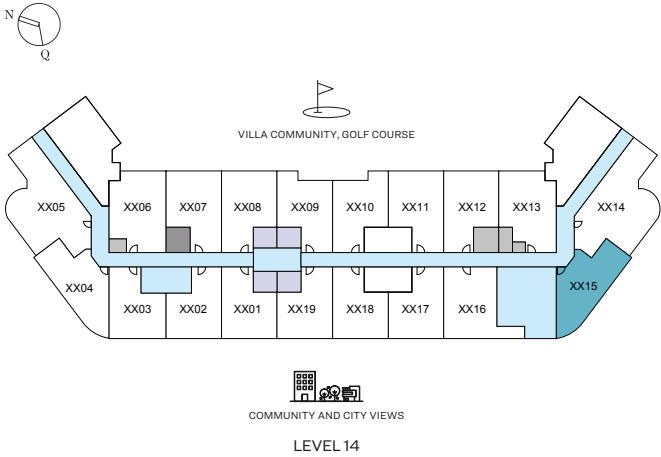 N
Q
VILLA COMMUNITY, GOLF COURSE
XX05
XX06
XX07
XX08
XX09
XX10
XX11
XX12
XX13
XX14
XX04
XX03
XX02
XX01
XX19
XX18
XX17
XX16
XX15
COMMUNITY AND CITY VIEWS
LEVEL 14